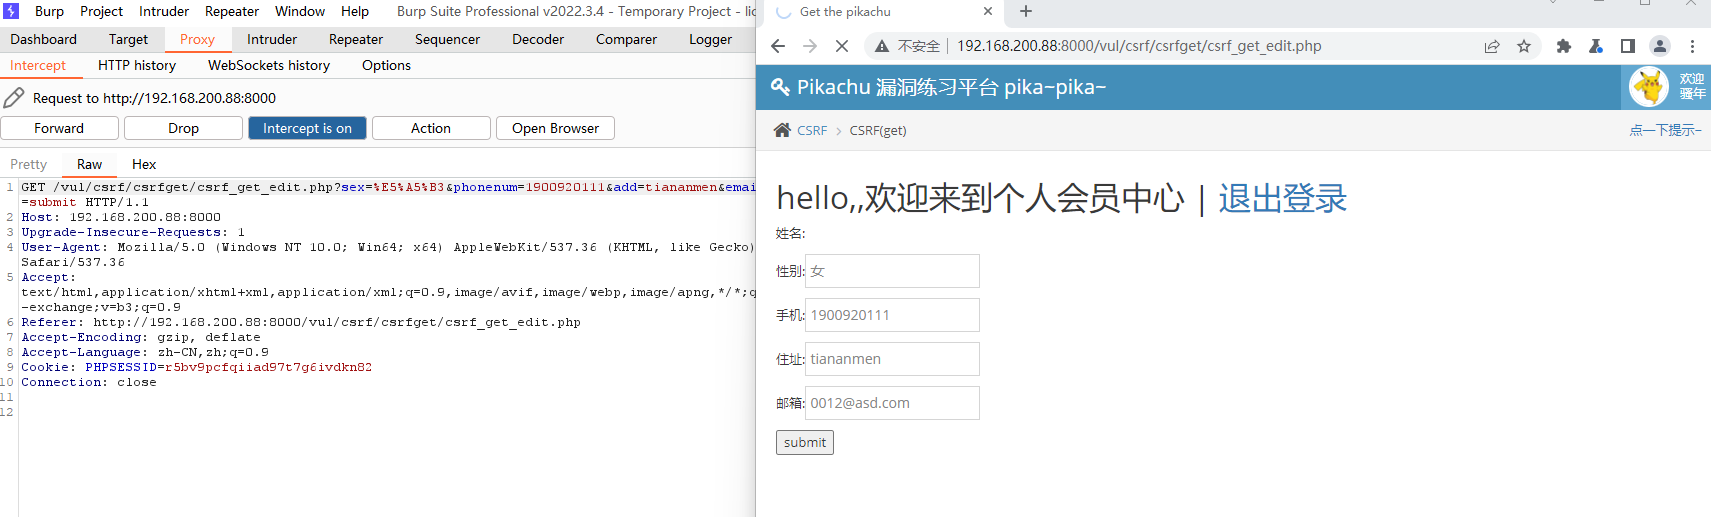 Burp Project Intruder Repeater Window Help Burp Suite Professional v2022.3.4 - Temporary Project - lic
Dashboard Target Proxy Intruder Repeater Sequencer Decoder Comparer Logger
Intercept HTTP history WebSockets history Options
Request to http://192.168.200.88:8000
Forward Drop Intercept is on Action Open Browser
Pretty Raw Hex
1 GET /vul/csrf/csrfget/csrf_get_edit.php?sex=%E5%A5%B3&phonenum=1900920111&add=tiananmen&emai
=submit HTTP/1.1
2 Host: 192.168.200.88:8000
3 Upgrade-Insecure-Requests: 1
4 User-Agent: Mozilla/5.0 (Windows NT 10.0; Win64; x64) AppleWebKit/537.36 (KHTML, like Gecko)
Safari/537.36
5 Accept:
text/html,application/xhtml+xml,application/xml;q=0.9,image/avif,image/webp,image/apng,*/*;q
-exchange;v=b3;q=0.9
6 Referer: http://192.168.200.88:8000/vul/csrf/csrfget/csrf_get_edit.php
7 Accept-Encoding: gzip, deflate
8 Accept-Language: zh-CN,zh;q=0.9
9 Cookie: PHPSESSID=r5bv9pcfqiiad97t7g6ivdkn82
10 Connection: close
11
12
Get the pikachu
不安全 192.168.200.88:8000/vul/csrf/csrfget/csrf_get_edit.php
Pikachu 漏洞练习平台 pika~pika~
欢迎
骚年
CSRF CSRF(get) 点一下提示~
hello,,欢迎来到个人会员中心 | 退出登录
姓名:
性别:女
手机:1900920111
住址:tiananmen
邮箱:0012@asd.com
submit